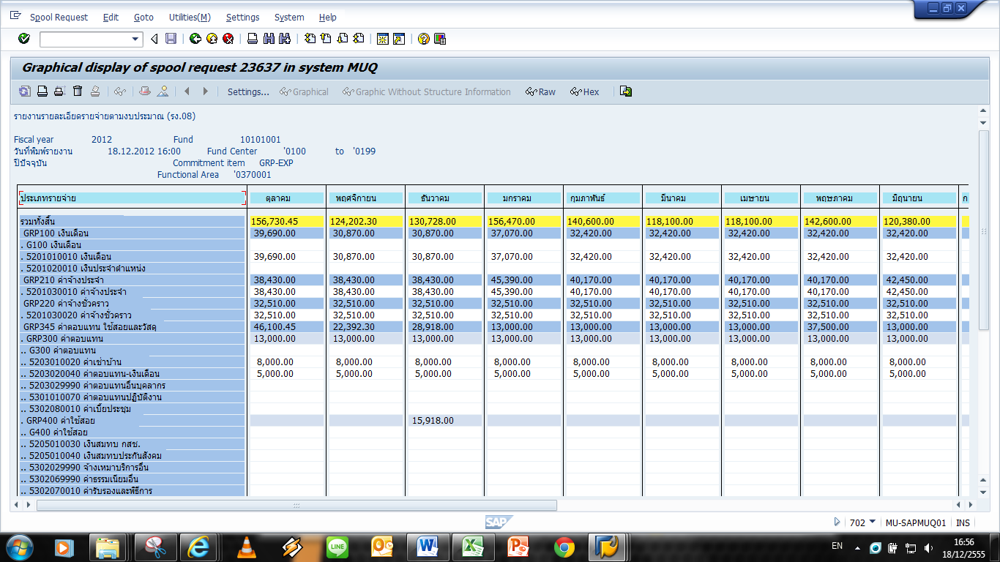 Spool Request Edit Goto Utilities(M) Settings System Help
Graphical display of spool request 23637 in system MUQ
Settings... Graphical Graphic Without Structure Information Raw Hex
รายงานรายละเอียดรายจ่ายตามงบประมาณ (รง.08)
Fiscal year 2012 Fund 10101001
วันที่พิมพ์รายงาน 18.12.2012 16:00 Fund Center '0100 to '0199
ปีปัจจุบัน Commitment item GRP-EXP
Functional Area '0370001
ประเภทรายจ่าย ตุลาคม พฤศจิกายน ธันวาคม มกราคม กุมภาพันธ์ มีนาคม เมษายน พฤษภาคม มิถุนายน ก
รวมทั้งสิ้น 156,730.45 124,202.30 130,728.00 156,470.00 140,600.00 118,100.00 118,100.00 142,600.00 120,380.00
GRP100 เงินเดือน 39,690.00 30,870.00 30,870.00 37,070.00 32,420.00 32,420.00 32,420.00 32,420.00 32,420.00
. G100 เงินเดือน
. 5201010010 เงินเดือน 39,690.00 30,870.00 30,870.00 37,070.00 32,420.00 32,420.00 32,420.00 32,420.00 32,420.00
. 5201020010 เงินประจำตำแหน่ง
GRP210 ค่าจ้างประจำ 38,430.00 38,430.00 38,430.00 45,390.00 40,170.00 40,170.00 40,170.00 40,170.00 42,450.00
. 5201030010 ค่าจ้างประจำ 38,430.00 38,430.00 38,430.00 45,390.00 40,170.00 40,170.00 40,170.00 40,170.00 42,450.00
GRP220 ค่าจ้างชั่วคราว 32,510.00 32,510.00 32,510.00 32,510.00 32,510.00 32,510.00 32,510.00 32,510.00 32,510.00
. 5201030020 ค่าจ้างชั่วคราว 32,510.00 32,510.00 32,510.00 32,510.00 32,510.00 32,510.00 32,510.00 32,510.00 32,510.00
GRP345 ค่าตอบแทน ใช้สอยและวัสดุ 46,100.45 22,392.30 28,918.00 13,000.00 13,000.00 13,000.00 13,000.00 37,500.00 13,000.00
. GRP300 ค่าตอบแทน 13,000.00 13,000.00 13,000.00 13,000.00 13,000.00 13,000.00 13,000.00 13,000.00 13,000.00
.. G300 ค่าตอบแทน
.. 5203010020 ค่าเช่าบ้าน 8,000.00 8,000.00 8,000.00 8,000.00 8,000.00 8,000.00 8,000.00 8,000.00 8,000.00
.. 5203020040 ค่าตอบแทน-เงินเดือน 5,000.00 5,000.00 5,000.00 5,000.00 5,000.00 5,000.00 5,000.00 5,000.00 5,000.00
.. 5203029990 ค่าตอบแทนอื่นบุคลากร
.. 5301010070 ค่าตอบแทนปฏิบัติงาน
.. 5302080010 ค่าเบี้ยประชุม
. GRP400 ค่าใช้สอย 15,918.00
.. G400 ค่าใช้สอย
.. 5205010030 เงินสมทบ กสช.
.. 5205010040 เงินสมทบประกันสังคม
.. 5302029990 จ้างเหมาบริการอื่น
.. 5302069990 ค่าธรรมเนียมอื่น
.. 5302070010 ค่ารับรองและพิธีการ
SAP 702 MU-SAPMUQ01 INS
LINE EN 16:56
18/12/2555